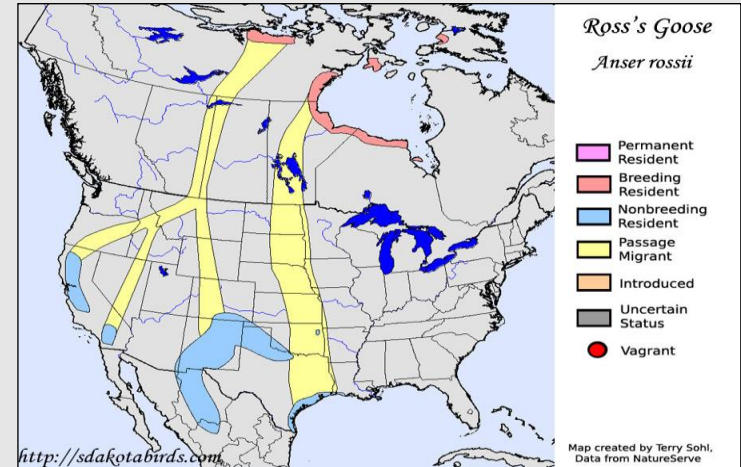 Ross's Goose
Anser rossii
Permanent
Resident
Breeding
Resident
Nonbreeding
Resident
Passage
Migrant
Introduced
Uncertain
Status
Vagrant
http://sdakotabirds.com
Map created by Terry Sohl,
Data from NatureServe